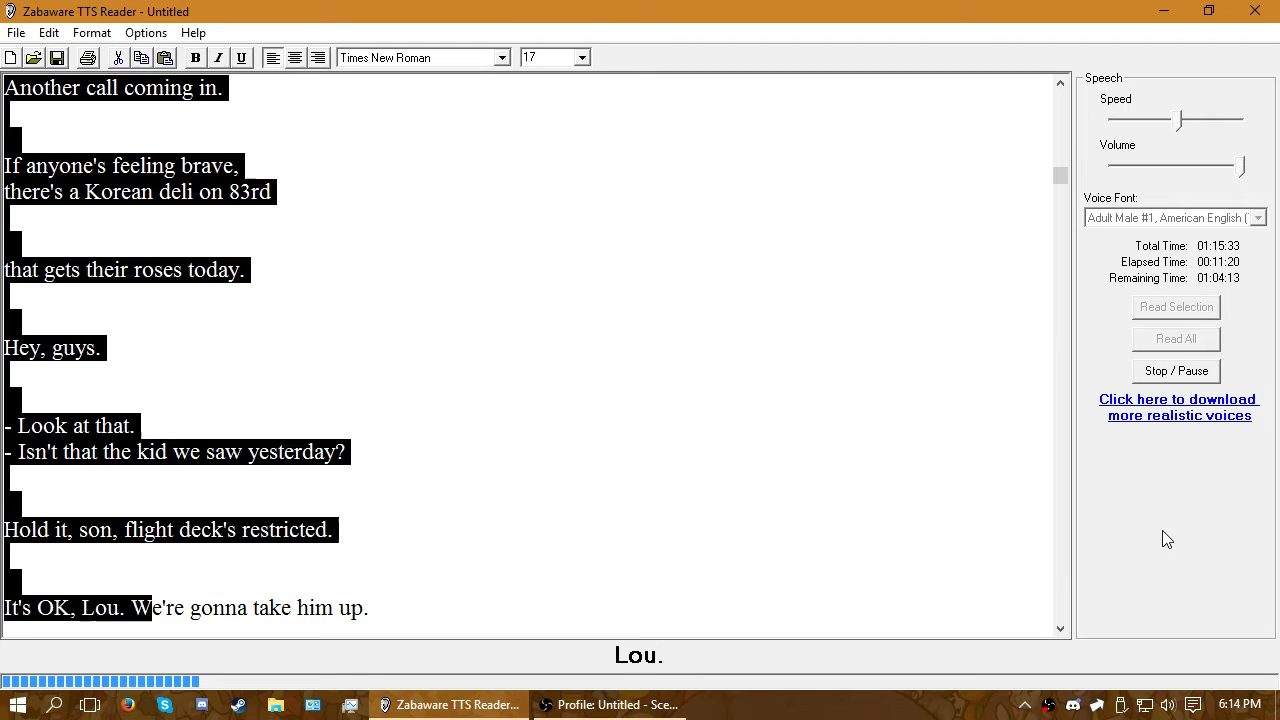 Zabaware TTS Reader - Untitled
File Edit Format Options Help
B I U Times New Roman 17
Another call coming in.
If anyone's feeling brave,
there's a Korean deli on 83rd
that gets their roses today.
Hey, guys.
- Look at that.
- Isn't that the kid we saw yesterday?
Hold it, son, flight deck's restricted.
It's OK, Lou. We're gonna take him up.
Speech
Speed
Volume
Voice Font:
Adult Male #1, American English (
Total Time: 01:15:33
Elapsed Time: 00:11:20
Remaining Time: 01:04:13
Read Selection
Read All
Stop / Pause
Click here to download
more realistic voices
Lou.
Zabaware TTS Reader... Profile: Untitled - Sce... 6:14 PM